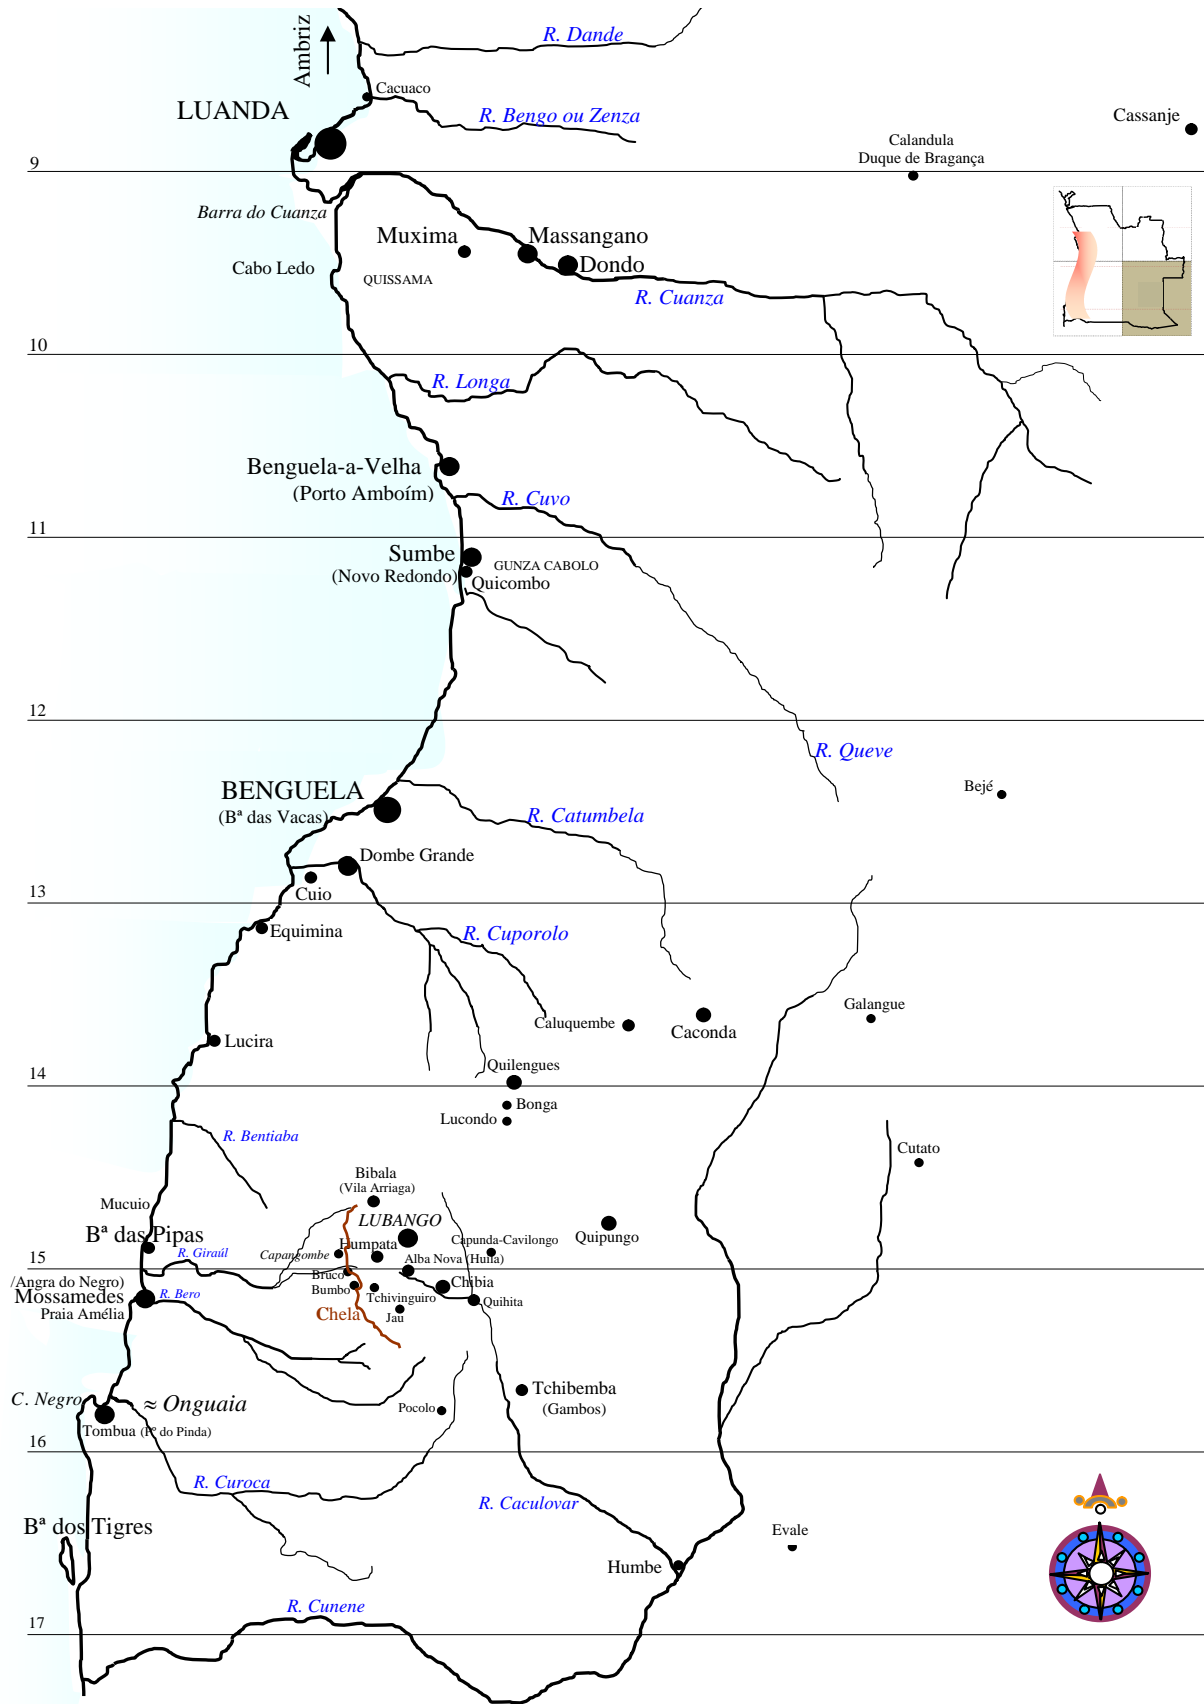 R. Dande
Ambriz
Cacuaco
LUANDA
R. Bengo ou Zenza
Cassanje
Calandula
Duque de Bragança
9
Barra do Cuanza
Muxima
Massangano
Dondo
Cabo Ledo
QUISSAMA
R. Cuanza
10
R. Longa
Benguela-a-Velha
(Porto Amboím)
R. Cuvo
11
Sumbe
(Novo Redondo)
GUNZA CABOLO
Quicombo
12
R. Queve
Bejé
BENGUELA
(Bª das Vacas)
R. Catumbela
Dombe Grande
Cuio
13
Equimina
R. Cuporolo
Galangue
Caluquembe
Caconda
Lucira
Quilengues
14
Bonga
Lucondo
R. Bentiaba
Cutato
Bibala
(Vila Arriaga)
Mucuio
LUBANGO
Bª das Pipas
Quipungo
Capunda-Cavilongo
Humpata
R. Giraúl
Capangombe
Alba Nova (Huíla)
15
Bruco
/Angra do Negro)
Bumbo
Chibia
Mossamedes
R. Bero
Tchivinguiro
Quihita
Praia Amélia
Chela
Jau
C. Negro
≈ Onguaia
Tchibemba
(Gambos)
Pocolo
Tombua (Pº do Pinda)
16
R. Curoca
R. Caculovar
Bª dos Tigres
Evale
Humbe
R. Cunene
17